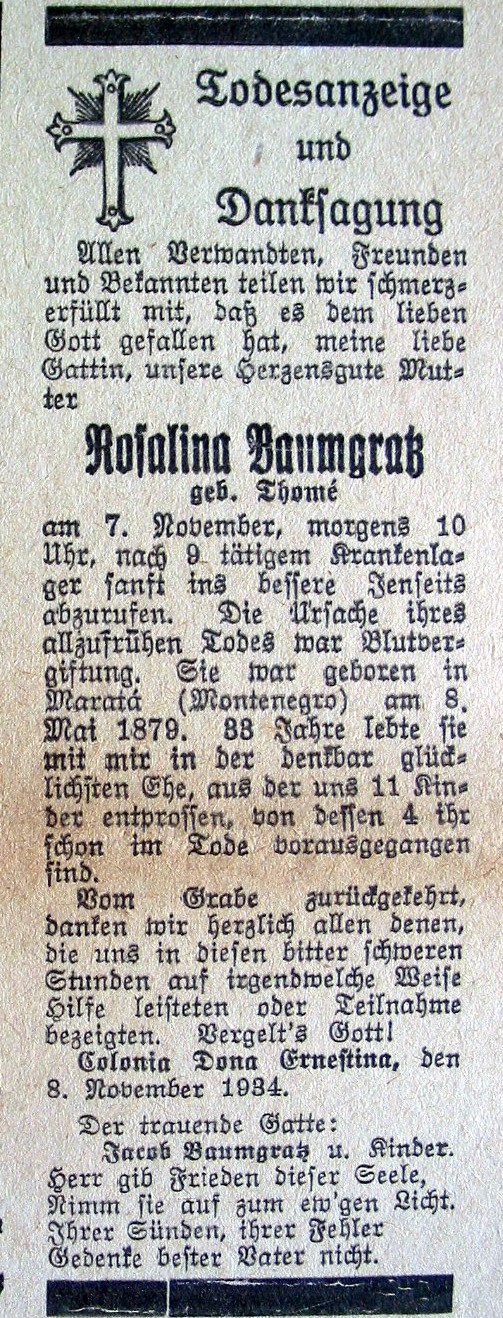 Todesanzeige
und
Danksagung
Allen Verwandten, Freunden
und Bekannten teilen wir schmerz-
erfüllt mit, daß es dem lieben
Gott gefallen hat, meine liebe
Gattin, unsere Herzensgute Mut-
ter
Rosalina Baumgratz
geb. Thomé
am 7. November, morgens 10
Uhr, nach 9 tätigem Krankenla-
ger sanft ins bessere Jenseits
abzurufen. Die Ursache ihres
allzufrühen Todes war Blutver-
giftung. Sie war geboren in
Maratá (Montenegro) am 8.
Mai 1879. 33 Jahre lebte sie
mit mir in der denkbar glück-
lichsten Ehe, aus der uns 11 Kin-
der entprossen, von dessen 4 ihr
schon im Tode vorausgegangen
sind.
Vom Grabe zurückgekehrt,
danken wir herzlich allen denen,
die uns in diesen bitter schweren
Stunden auf irgendwelche Weise
Hilfe leisteten oder Teilnahme
bezeigten. Vergelt's Gott!
Colonia Dona Ernestina, den
8. November 1934.
Der trauende Gatte:
Jacob Baumgratz u. Kinder.
Herr gib Frieden dieser Seele,
Nimm sie auf zum ew'gen Licht.
Ihrer Sünden, ihrer Fehler
Gedenke bester Vater nicht.